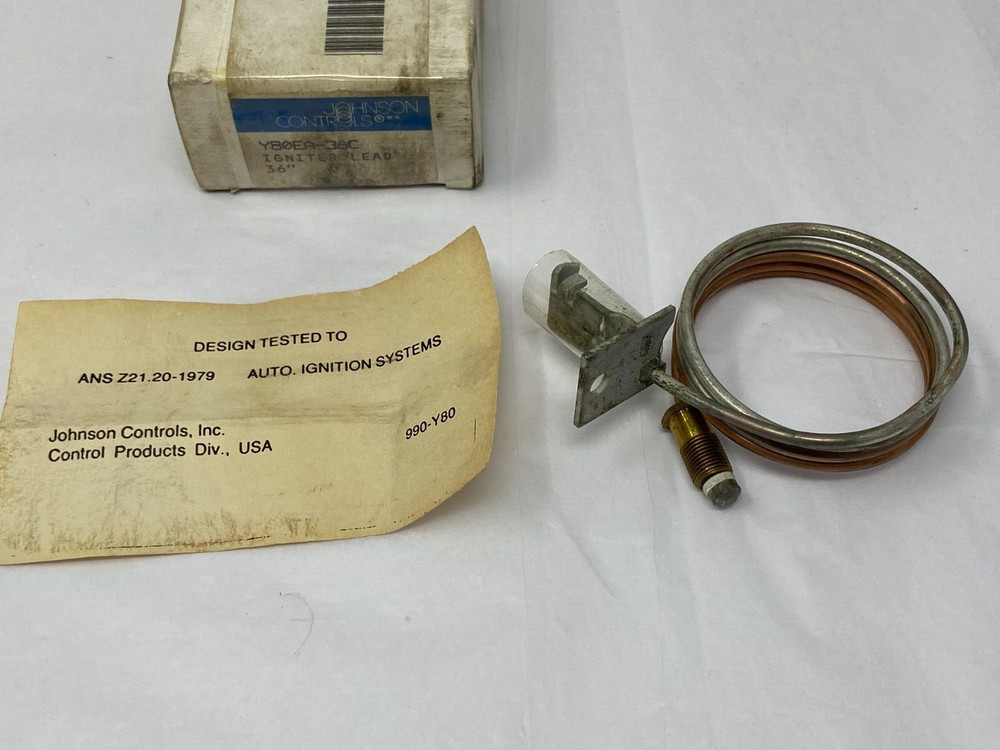 JOHNSON
CONTROLS®
Y80EA-36C
IGNITER LEAD
36"
DESIGN TESTED TO
ANS Z21.20-1979 AUTO. IGNITION SYSTEMS
Johnson Controls, Inc. 990-Y80
Control Products Div., USA